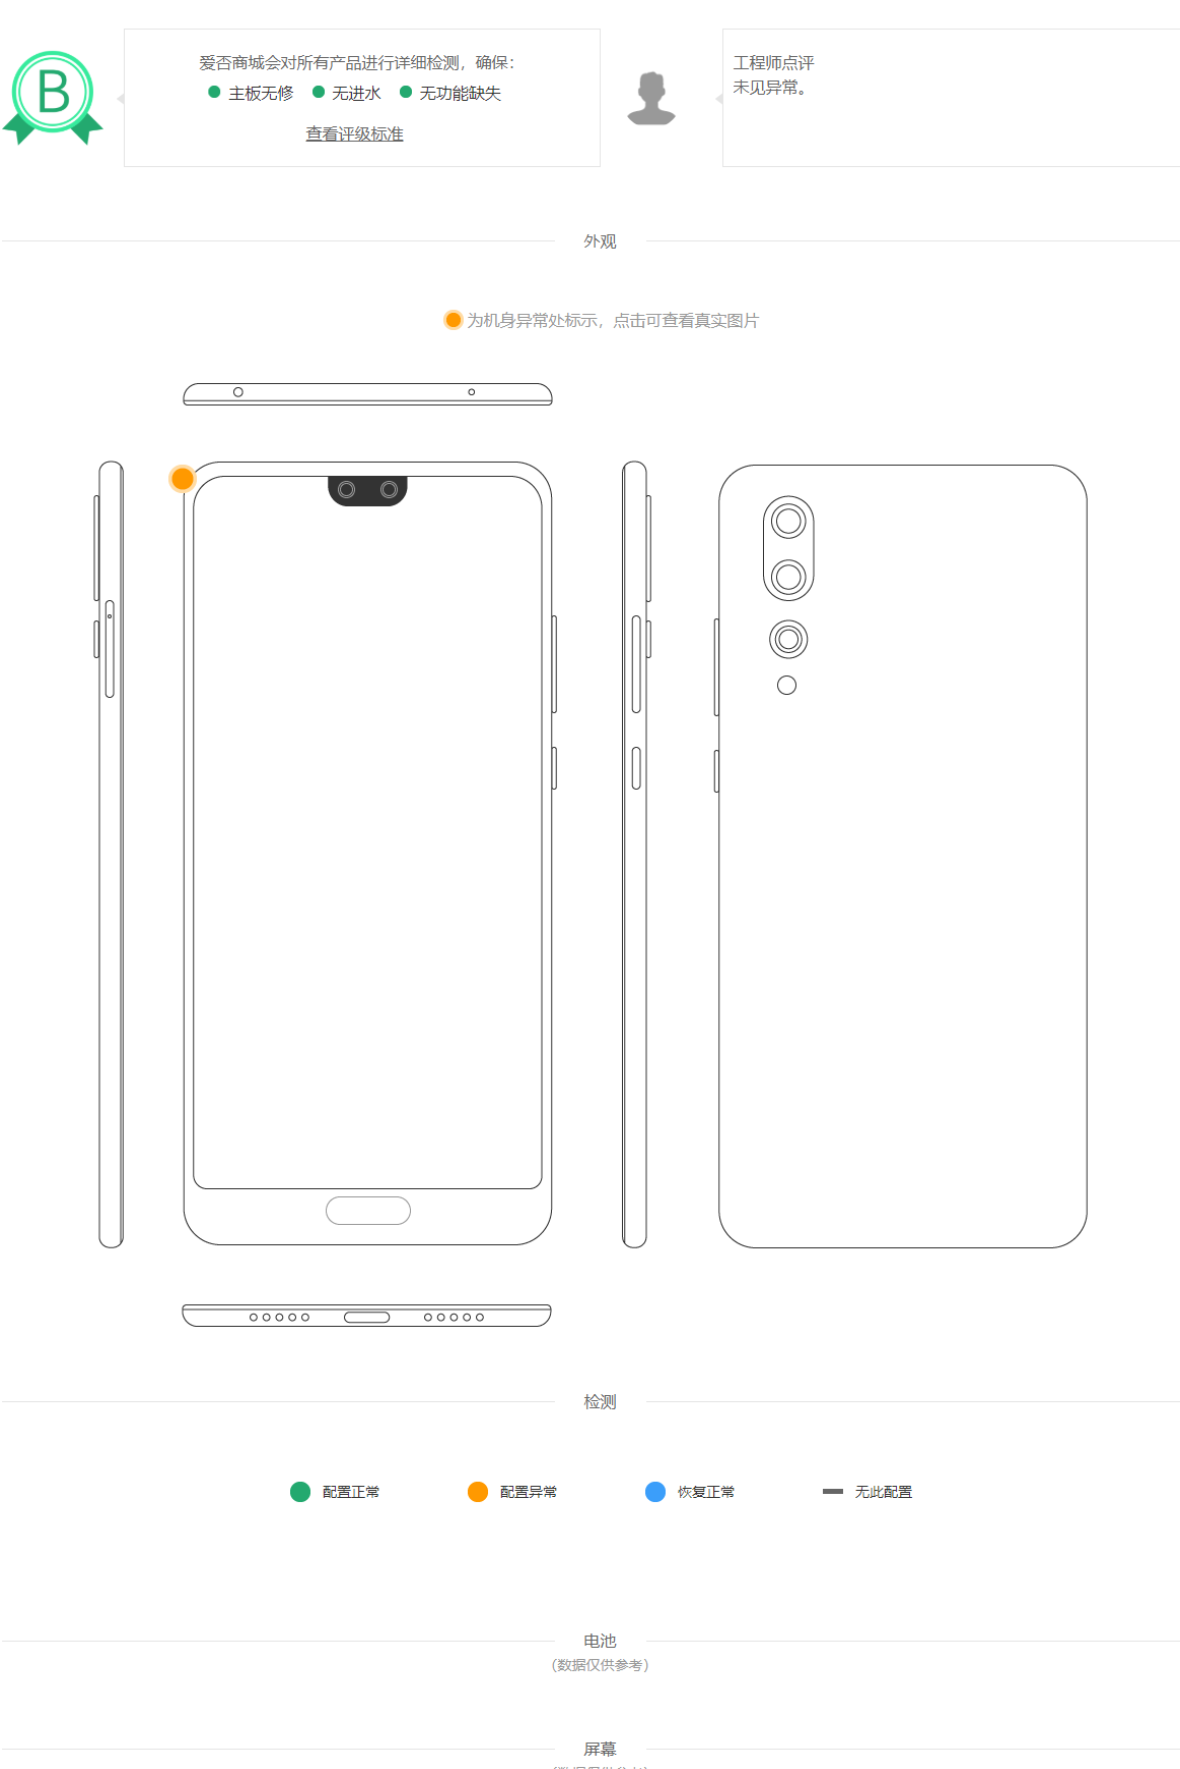 B
爱否商城会对所有产品进行详细检测，确保：
主板无修 无进水 无功能缺失
查看评级标准
工程师点评
未见异常。
外观
为机身异常处标示，点击可查看真实图片
检测
配置正常 配置异常 恢复正常 无此配置
电池
（数据仅供参考）
屏幕